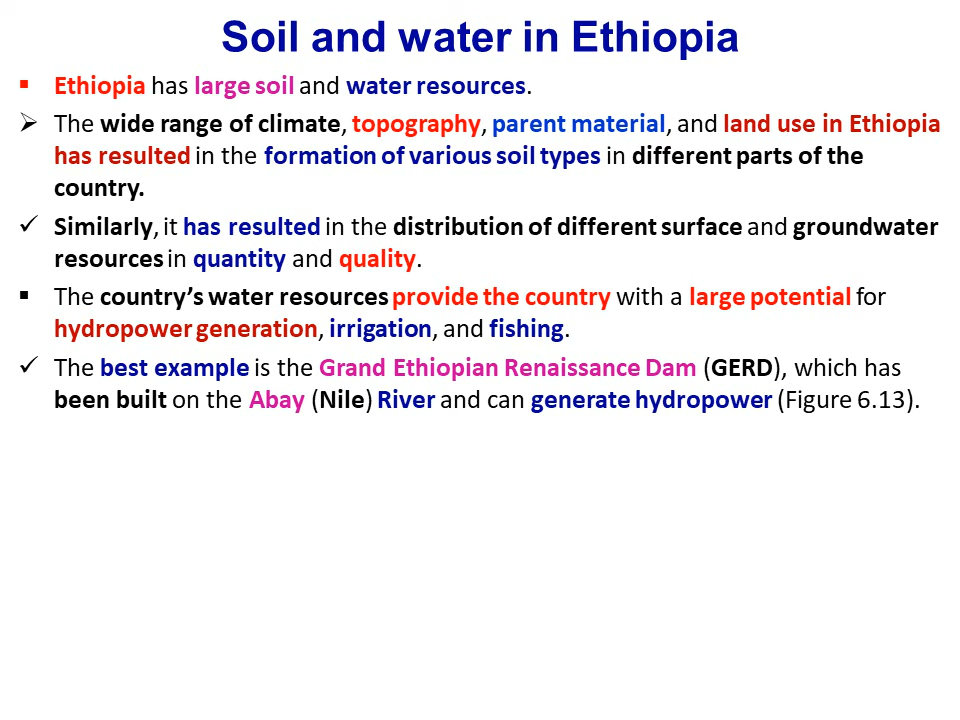 Soil and water in Ethiopia
▪ Ethiopia has large soil and water resources.
➢ The wide range of climate, topography, parent material, and land use in Ethiopia
has resulted in the formation of various soil types in different parts of the
country.
✓ Similarly, it has resulted in the distribution of different surface and groundwater
resources in quantity and quality.
▪ The country’s water resources provide the country with a large potential for
hydropower generation, irrigation, and fishing.
✓ The best example is the Grand Ethiopian Renaissance Dam (GERD), which has
been built on the Abay (Nile) River and can generate hydropower (Figure 6.13).